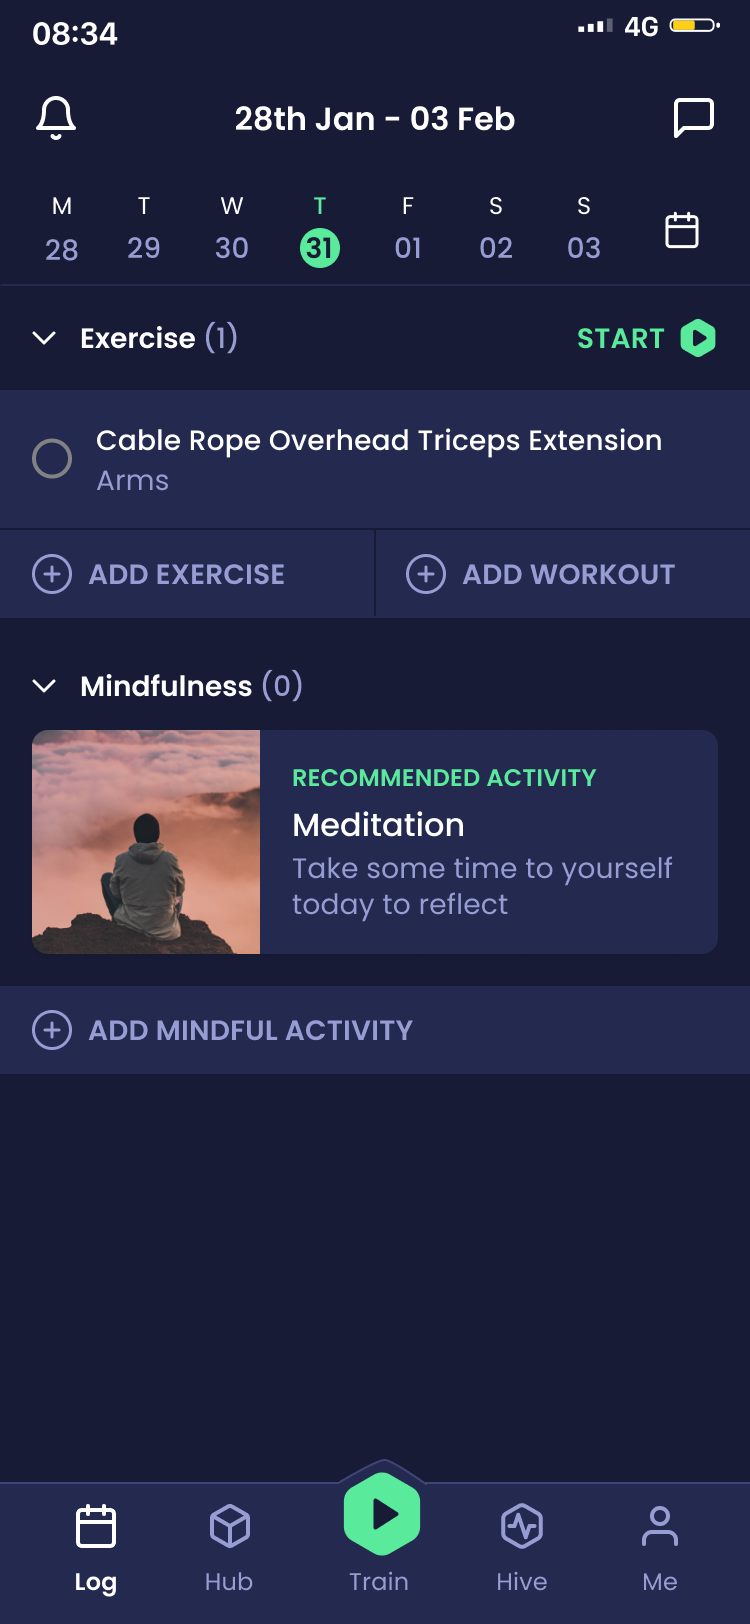 08:34 4G
28th Jan - 03 Feb
M T W T F S S
28 29 30 31 01 02 03
Exercise (1) START
Cable Rope Overhead Triceps Extension
Arms
ADD EXERCISE ADD WORKOUT
Mindfulness (0)
RECOMMENDED ACTIVITY
Meditation
Take some time to yourself
today to reflect
ADD MINDFUL ACTIVITY
Log Hub Train Hive Me